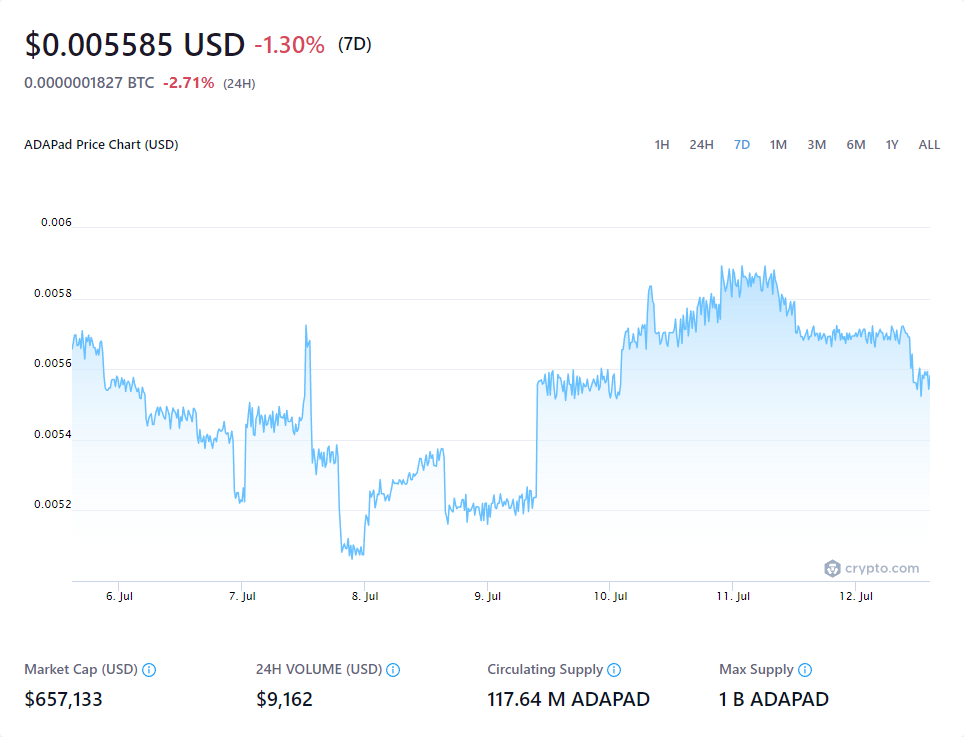 $0.005585 USD -1.30% (7D)
0.0000001827 BTC -2.71% (24H)
ADAPad Price Chart (USD) 1H 24H 7D 1M 3M 6M 1Y ALL
0.006
0.0058
0.0056
0.0054
0.0052
crypto.com
6. Jul 7. Jul 8. Jul 9. Jul 10. Jul 11. Jul 12. Jul
Market Cap (USD) 24H VOLUME (USD) Circulating Supply Max Supply
$657,133 $9,162 117.64 M ADAPAD 1 B ADAPAD